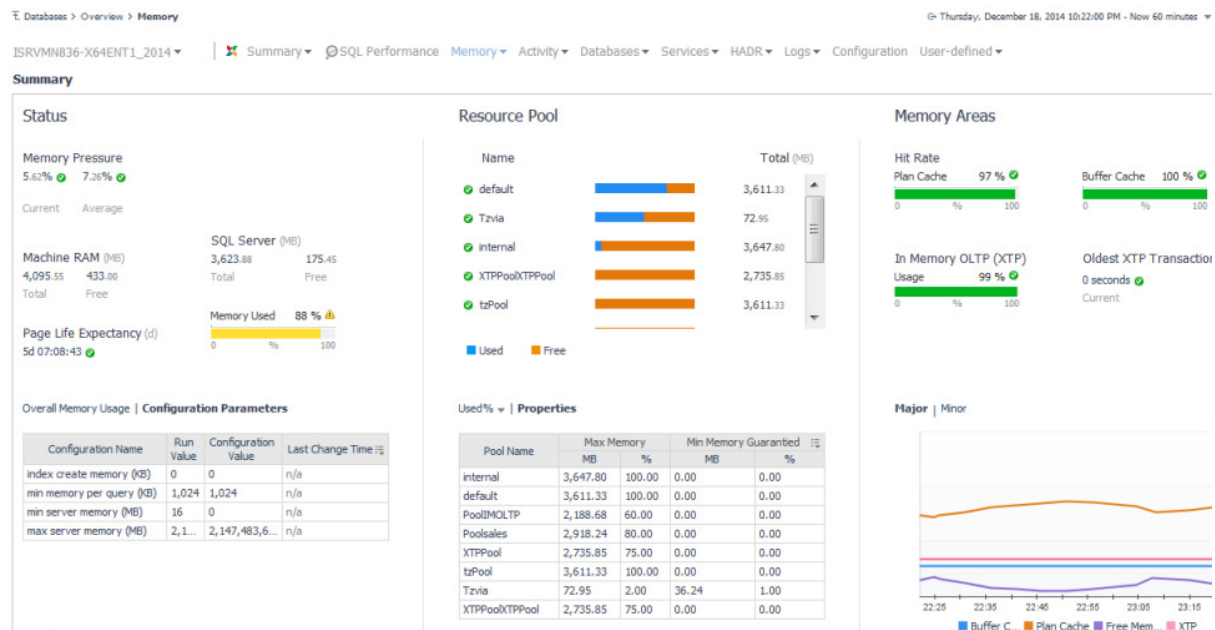 Databases > Overview > Memory
Thursday, December 18, 2014 10:22:00 PM - Now 60 minutes
ISRVMN836-X64ENT1_2014 | Summary SQL Performance Memory Activity Databases Services HADR Logs Configuration User-defined
Summary
Status
Memory Pressure
5.62% 7.26%
Current Average
Machine RAM (MB)
4,095.55 433.00
Total Free
SQL Server (MB)
3,623.88 175.45
Total Free
Memory Used 88 %
0 % 100
Page Life Expectancy (d)
5d 07:08:43
Resource Pool
Name Total (MB)
default 3,611.33
Tzvia 72.95
internal 3,647.80
XTPPoolXTPPool 2,735.85
tzPool 3,611.33
Used Free
Memory Areas
Hit Rate
Plan Cache 97 %
0 % 100
Buffer Cache 100 %
0 % 100
In Memory OLTP (XTP)
Usage 99 %
0 % 100
Oldest XTP Transaction
0 seconds
Current
Overall Memory Usage | Configuration Parameters
Configuration Name Run Value Configuration Value Last Change Time
index create memory (KB) 0 0 n/a
min memory per query (KB) 1,024 1,024 n/a
min server memory (MB) 16 0 n/a
max server memory (MB) 2,1... 2,147,483,6... n/a
Used% | Properties
Pool Name Max Memory Min Memory Guarantied
MB % MB %
internal 3,647.80 100.00 0.00 0.00
default 3,611.33 100.00 0.00 0.00
PoolIMOLTP 2,188.68 60.00 0.00 0.00
Poolsales 2,918.24 80.00 0.00 0.00
XTPPool 2,735.85 75.00 0.00 0.00
tzPool 3,611.33 100.00 0.00 0.00
Tzvia 72.95 2.00 36.24 1.00
XTPPoolXTPPool 2,735.85 75.00 0.00 0.00
Major | Minor
22:25 22:35 22:45 22:55 23:05 23:15
Buffer C... Plan Cache Free Mem... XTP